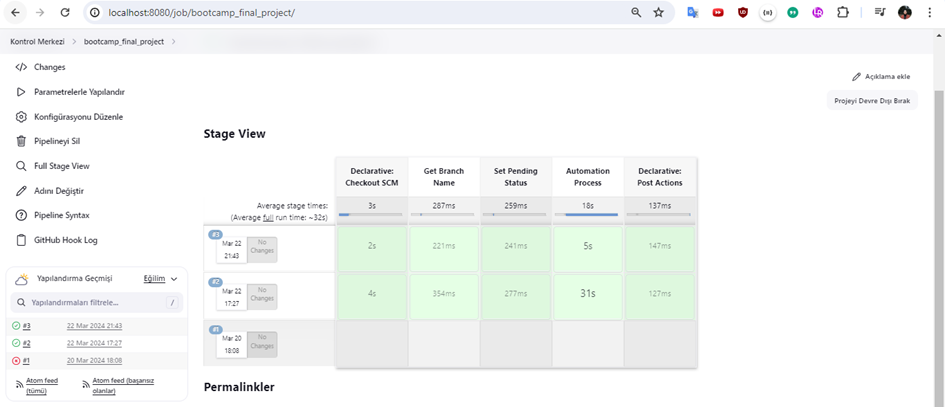 localhost:8080/job/bootcamp_final_project/
Kontrol Merkezi > bootcamp_final_project >
Changes
Parametrelerle Yapılandır
Konfigürasyonu Düzenle
Pipelineyi Sil
Full Stage View
Adını Değiştir
Pipeline Syntax
GitHub Hook Log
Yapılandırma Geçmişi Eğilim
Yapılandırmaları filtrele... /
#3 22 Mar 2024 21:43
#2 22 Mar 2024 17:27
#1 20 Mar 2024 18:08
Atom feed (tümü)
Atom feed (başarısız olanlar)
Açıklama ekle
Projeyi Devre Dışı Bırak
Stage View
Declarative: Checkout SCM
Get Branch Name
Set Pending Status
Automation Process
Declarative: Post Actions
Average stage times:
(Average full run time: ~32s)
3s 287ms 259ms 18s 137ms
#3
Mar 22
21:43
No Changes
2s 221ms 241ms 5s 147ms
#2
Mar 22
17:27
No Changes
4s 354ms 277ms 31s 127ms
#1
Mar 20
18:08
No Changes
Permalinkler